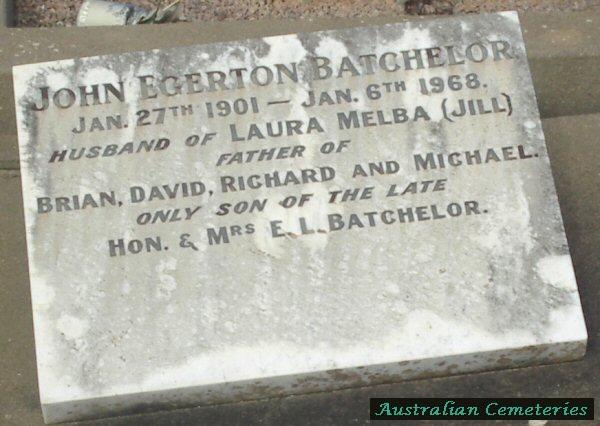 JOHN EGERTON BATCHELOR
JAN. 27TH 1901 — JAN. 6TH 1968.
HUSBAND OF LAURA MELBA (JILL)
FATHER OF
BRIAN, DAVID, RICHARD AND MICHAEL.
ONLY SON OF THE LATE
HON. & MRS E. L. BATCHELOR.
Australian Cemeteries